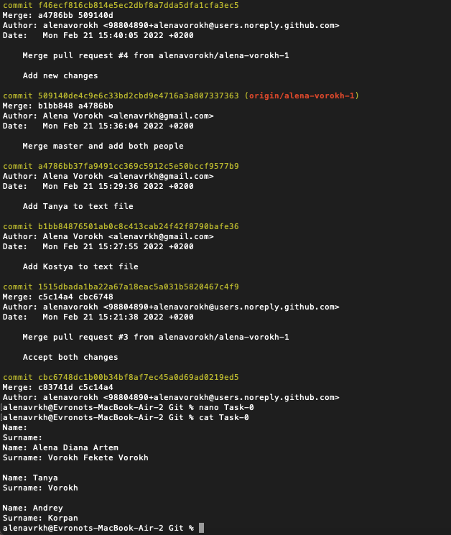 commit f46ecf816cb814e5ec2dbf8a7dda5dfa1cfa3ec5
Merge: a4786bb 509140d
Author: alenavorokh <98804890+alenavorokh@users.noreply.github.com>
Date:   Mon Feb 21 15:40:05 2022 +0200
Merge pull request #4 from alenavorokh/alena-vorokh-1
Add new changes
commit 509140de4c9e6c33bd2cbd9e4716a3a807337363 (origin/alena-vorokh-1)
Merge: b1bb848 a4786bb
Author: Alena Vorokh <alenavrkh@gmail.com>
Date:   Mon Feb 21 15:36:04 2022 +0200
Merge master and add both people
commit a4786bb37fa9491cc369c5912c5e50bccf9577b9
Author: Alena Vorokh <alenavrkh@gmail.com>
Date:   Mon Feb 21 15:29:36 2022 +0200
Add Tanya to text file
commit b1bb84876501ab0c8c413cab24f42f8790bafe36
Author: Alena Vorokh <alenavrkh@gmail.com>
Date:   Mon Feb 21 15:27:55 2022 +0200
Add Kostya to text file
commit 1515dbada1ba22a67a18eac5a031b5820467c4f9
Merge: c5c14a4 cbc6748
Author: alenavorokh <98804890+alenavorokh@users.noreply.github.com>
Date:   Mon Feb 21 15:21:38 2022 +0200
Merge pull request #3 from alenavorokh/alena-vorokh-1
Accept both changes
commit cbc6748dc1b00b34bf8af7ec45a0d69ad0219ed5
Merge: c83741d c5c14a4
Author: alenavorokh <98804890+alenavorokh@users.noreply.github.com>
alenavrkh@Evronots-MacBook-Air-2 Git % nano Task-0
alenavrkh@Evronots-MacBook-Air-2 Git % cat Task-0
Name:
Surname:
Name: Alena Diana Artem
Surname: Vorokh Fekete Vorokh
Name: Tanya
Surname: Vorokh
Name: Andrey
Surname: Korpan
alenavrkh@Evronots-MacBook-Air-2 Git %